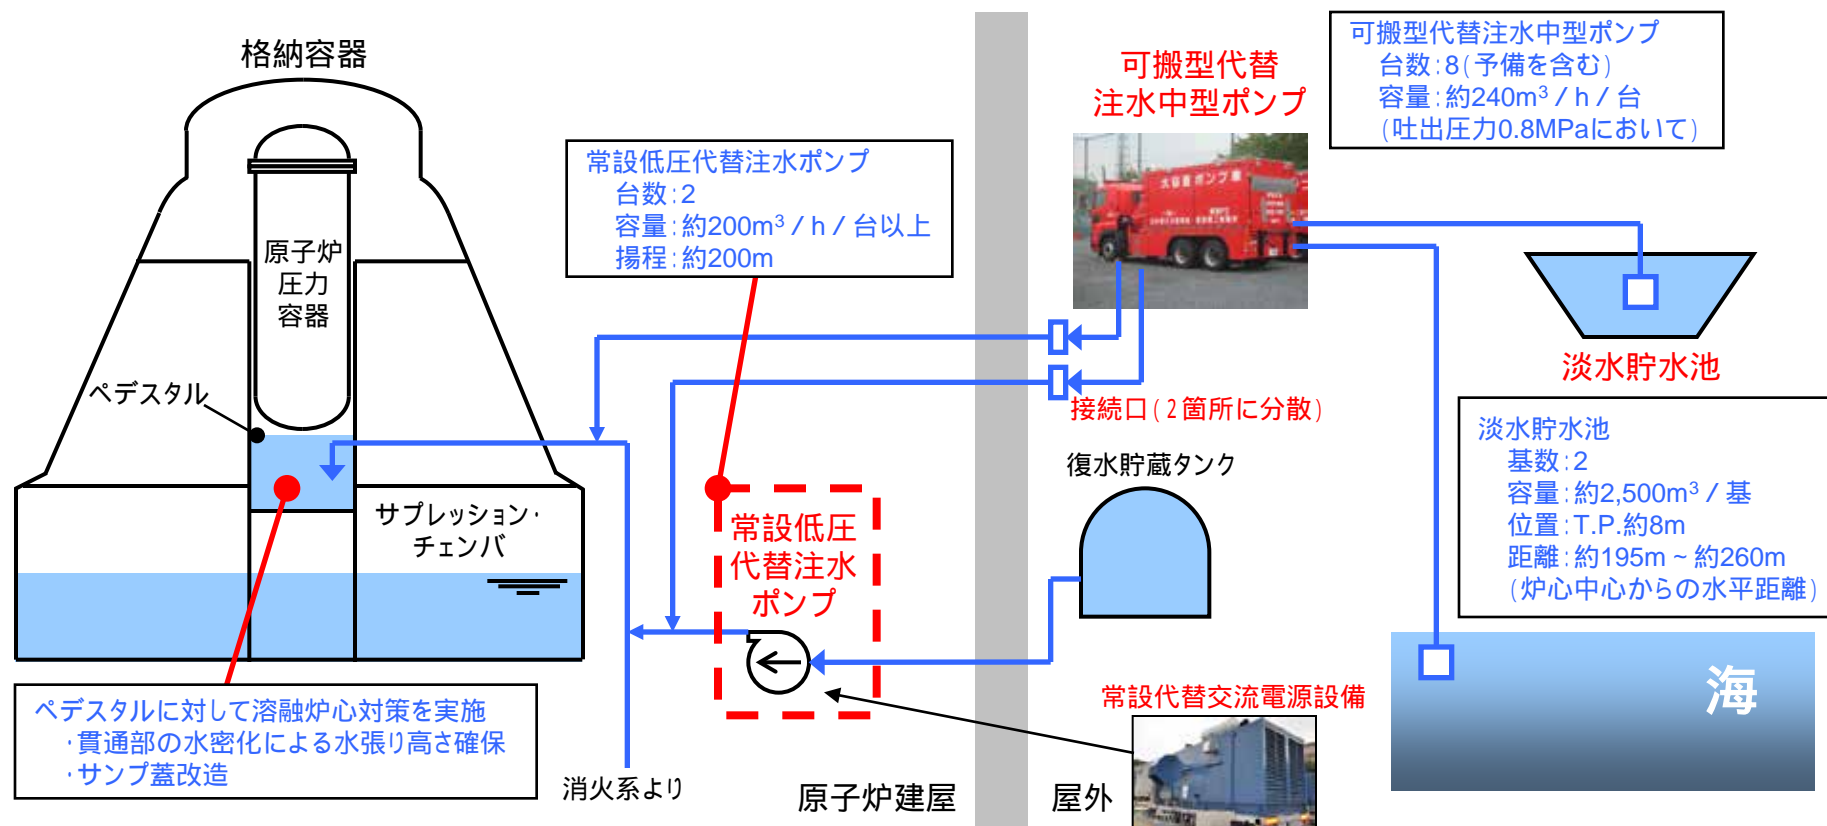 格納容器
原子炉
圧力
容器
ペデスタル
サプレッション・
チェンバ
ペデスタルに対して溶融炉心対策を実施
・貫通部の水密化による水張り高さ確保
・サンプ蓋改造
常設低圧代替注水ポンプ
台数:2
容量:約200m³/h/台以上
揚程:約200m
常設低圧
代替注水
ポンプ
消火系より
原子炉建屋
屋外
可搬型代替
注水中型ポンプ
大容量ポンプ車
接続口(2箇所に分散)
復水貯蔵タンク
常設代替交流電源設備
可搬型代替注水中型ポンプ
台数:8(予備を含む)
容量:約240m³/h/台
(吐出圧力0.8MPaにおいて)
淡水貯水池
淡水貯水池
基数:2
容量:約2,500m³/基
位置:T.P.約8m
距離:約195m~約260m
(炉心中心からの水平距離)
海